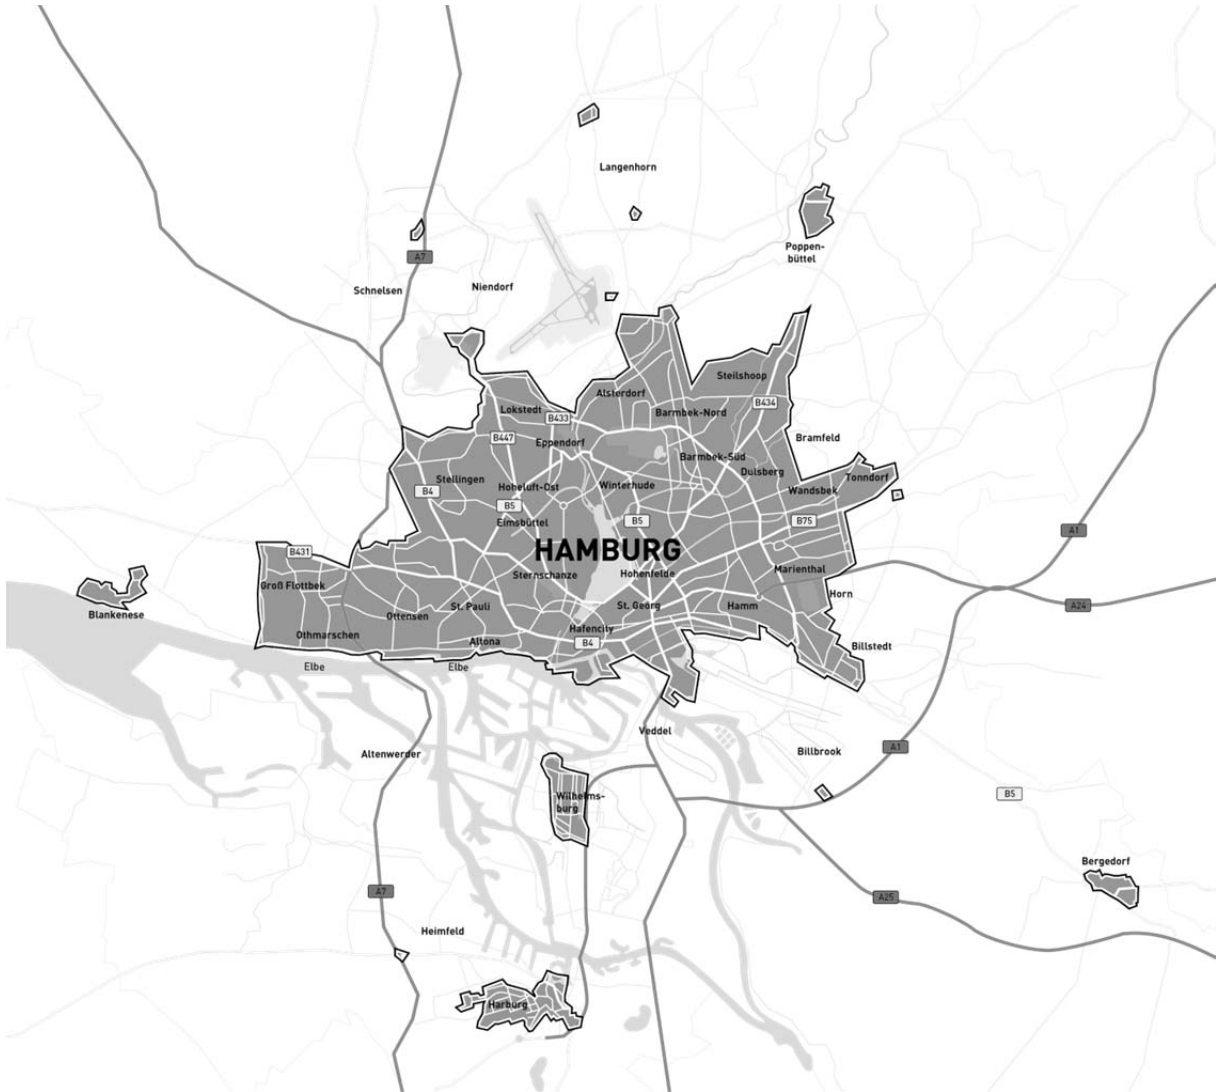 Langenhorn
Poppen-
büttel
A7
Schnelsen
Niendorf
Steilshoop
Alsterdorf
B434
Lokstedt
B433
Barmbek-Nord
B447
Eppendorf
Bramfeld
Barmbek-Süd
Dulsberg
Tonndorf
Stellingen
Hoheluft-Ost
Winterhude
Wandsbek
B4
B5
Eimsbüttel
B5
B75
A1
HAMBURG
B431
Groß Flottbek
Sternschanze
Hohenfelde
Marienthal
Blankenese
Ottensen
St. Pauli
St. Georg
Hamm
Horn
A24
Othmarschen
Altona
Hafencity
B4
Billstedt
Elbe
Elbe
Veddel
Altenwerder
Billbrook
A1
Wilhelms-
burg
B5
Bergedorf
A7
A25
Heimfeld
Harburg